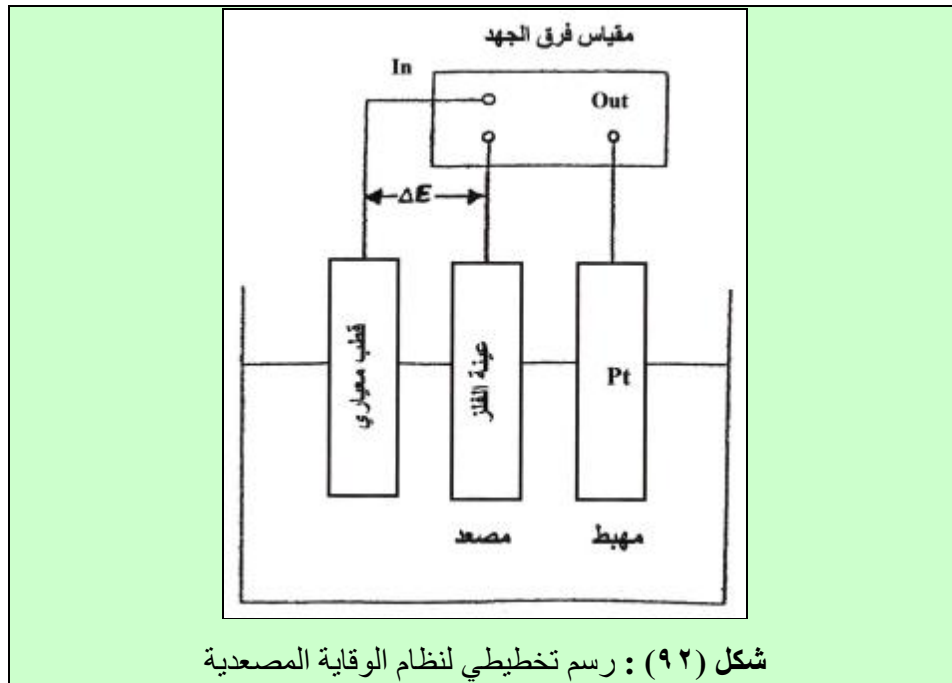 مقياس فرق الجهد
In
Out
ΔE
قطب معياري
عينة الفلز
Pt
مصعد
مهبط
شكل (٩٢) : رسم تخطيطي لنظام الوقاية المصعدية